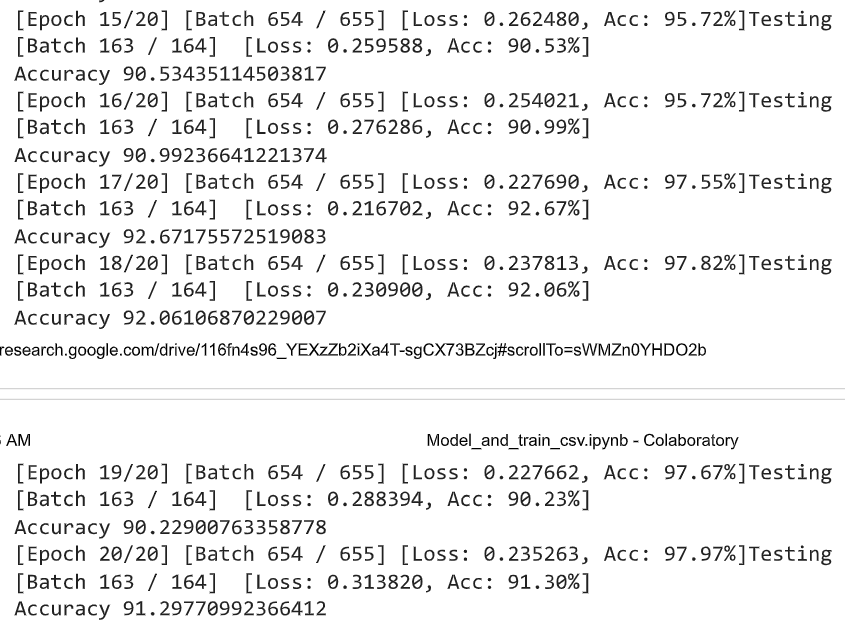 [Epoch 15/20] [Batch 654 / 655] [Loss: 0.262480, Acc: 95.72%]Testing
[Batch 163 / 164]  [Loss: 0.259588, Acc: 90.53%]
Accuracy 90.53435114503817
[Epoch 16/20] [Batch 654 / 655] [Loss: 0.254021, Acc: 95.72%]Testing
[Batch 163 / 164]  [Loss: 0.276286, Acc: 90.99%]
Accuracy 90.99236641221374
[Epoch 17/20] [Batch 654 / 655] [Loss: 0.227690, Acc: 97.55%]Testing
[Batch 163 / 164]  [Loss: 0.216702, Acc: 92.67%]
Accuracy 92.67175572519083
[Epoch 18/20] [Batch 654 / 655] [Loss: 0.237813, Acc: 97.82%]Testing
[Batch 163 / 164]  [Loss: 0.230900, Acc: 92.06%]
Accuracy 92.06106870229007
research.google.com/drive/116fn4s96_YEXzZb2iXa4T-sgCX73BZcj#scrollTo=sWMZn0YHDO2b
AM Model_and_train_csv.ipynb - Colaboratory
[Epoch 19/20] [Batch 654 / 655] [Loss: 0.227662, Acc: 97.67%]Testing
[Batch 163 / 164]  [Loss: 0.288394, Acc: 90.23%]
Accuracy 90.22900763358778
[Epoch 20/20] [Batch 654 / 655] [Loss: 0.235263, Acc: 97.97%]Testing
[Batch 163 / 164]  [Loss: 0.313820, Acc: 91.30%]
Accuracy 91.29770992366412